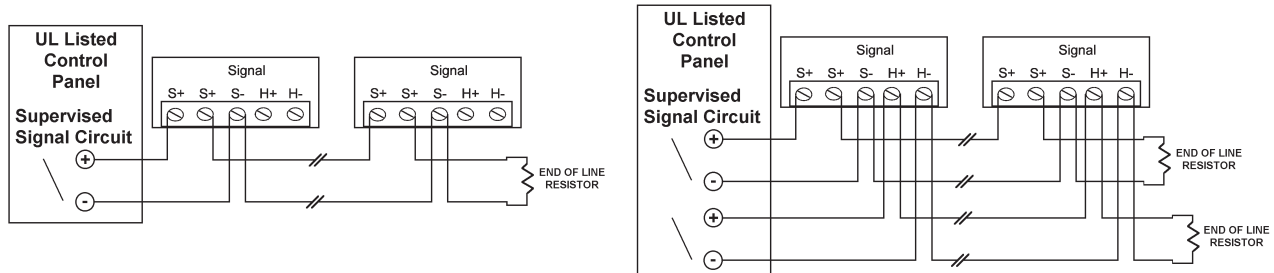 UL Listed
Control
Panel
Supervised
Signal Circuit
+
-
Signal
S+ S+ S- H+ H-
Signal
S+ S+ S- H+ H-
END OF LINE
RESISTOR
UL Listed
Control
Panel
Supervised
Signal Circuit
+
-
+
-
Signal
S+ S+ S- H+ H-
Signal
S+ S+ S- H+ H-
END OF LINE
RESISTOR
END OF LINE
RESISTOR